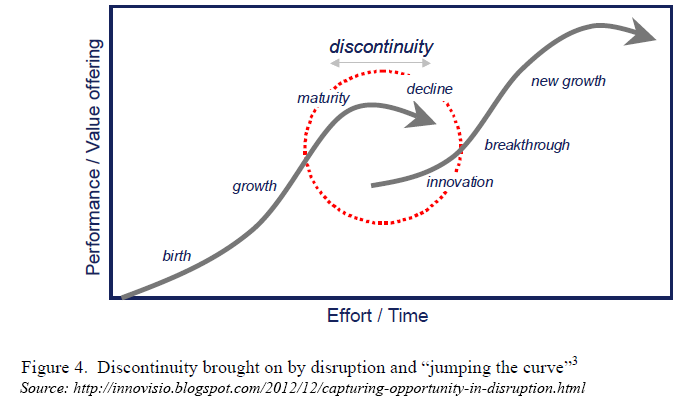 discontinuity
maturity
decline
new growth
breakthrough
growth
innovation
birth
Performance / Value offering
Effort / Time
Figure 4.  Discontinuity brought on by disruption and “jumping the curve”3
Source: http://innovisio.blogspot.com/2012/12/capturing-opportunity-in-disruption.html